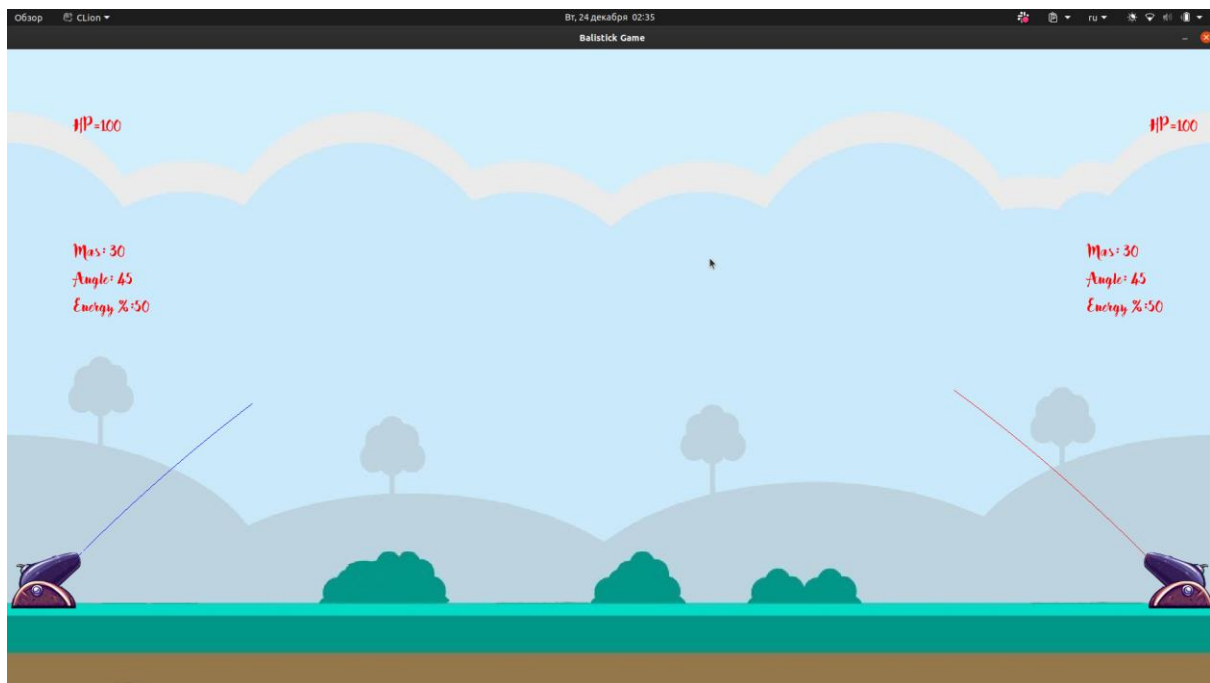 Обзор CLion Вт, 24 декабря 02:35 ru
Balistick Game
HP=100 HP=100
Mas: 30 Mas: 30
Angle: 45 Angle: 45
Energy %:50 Energy %:50